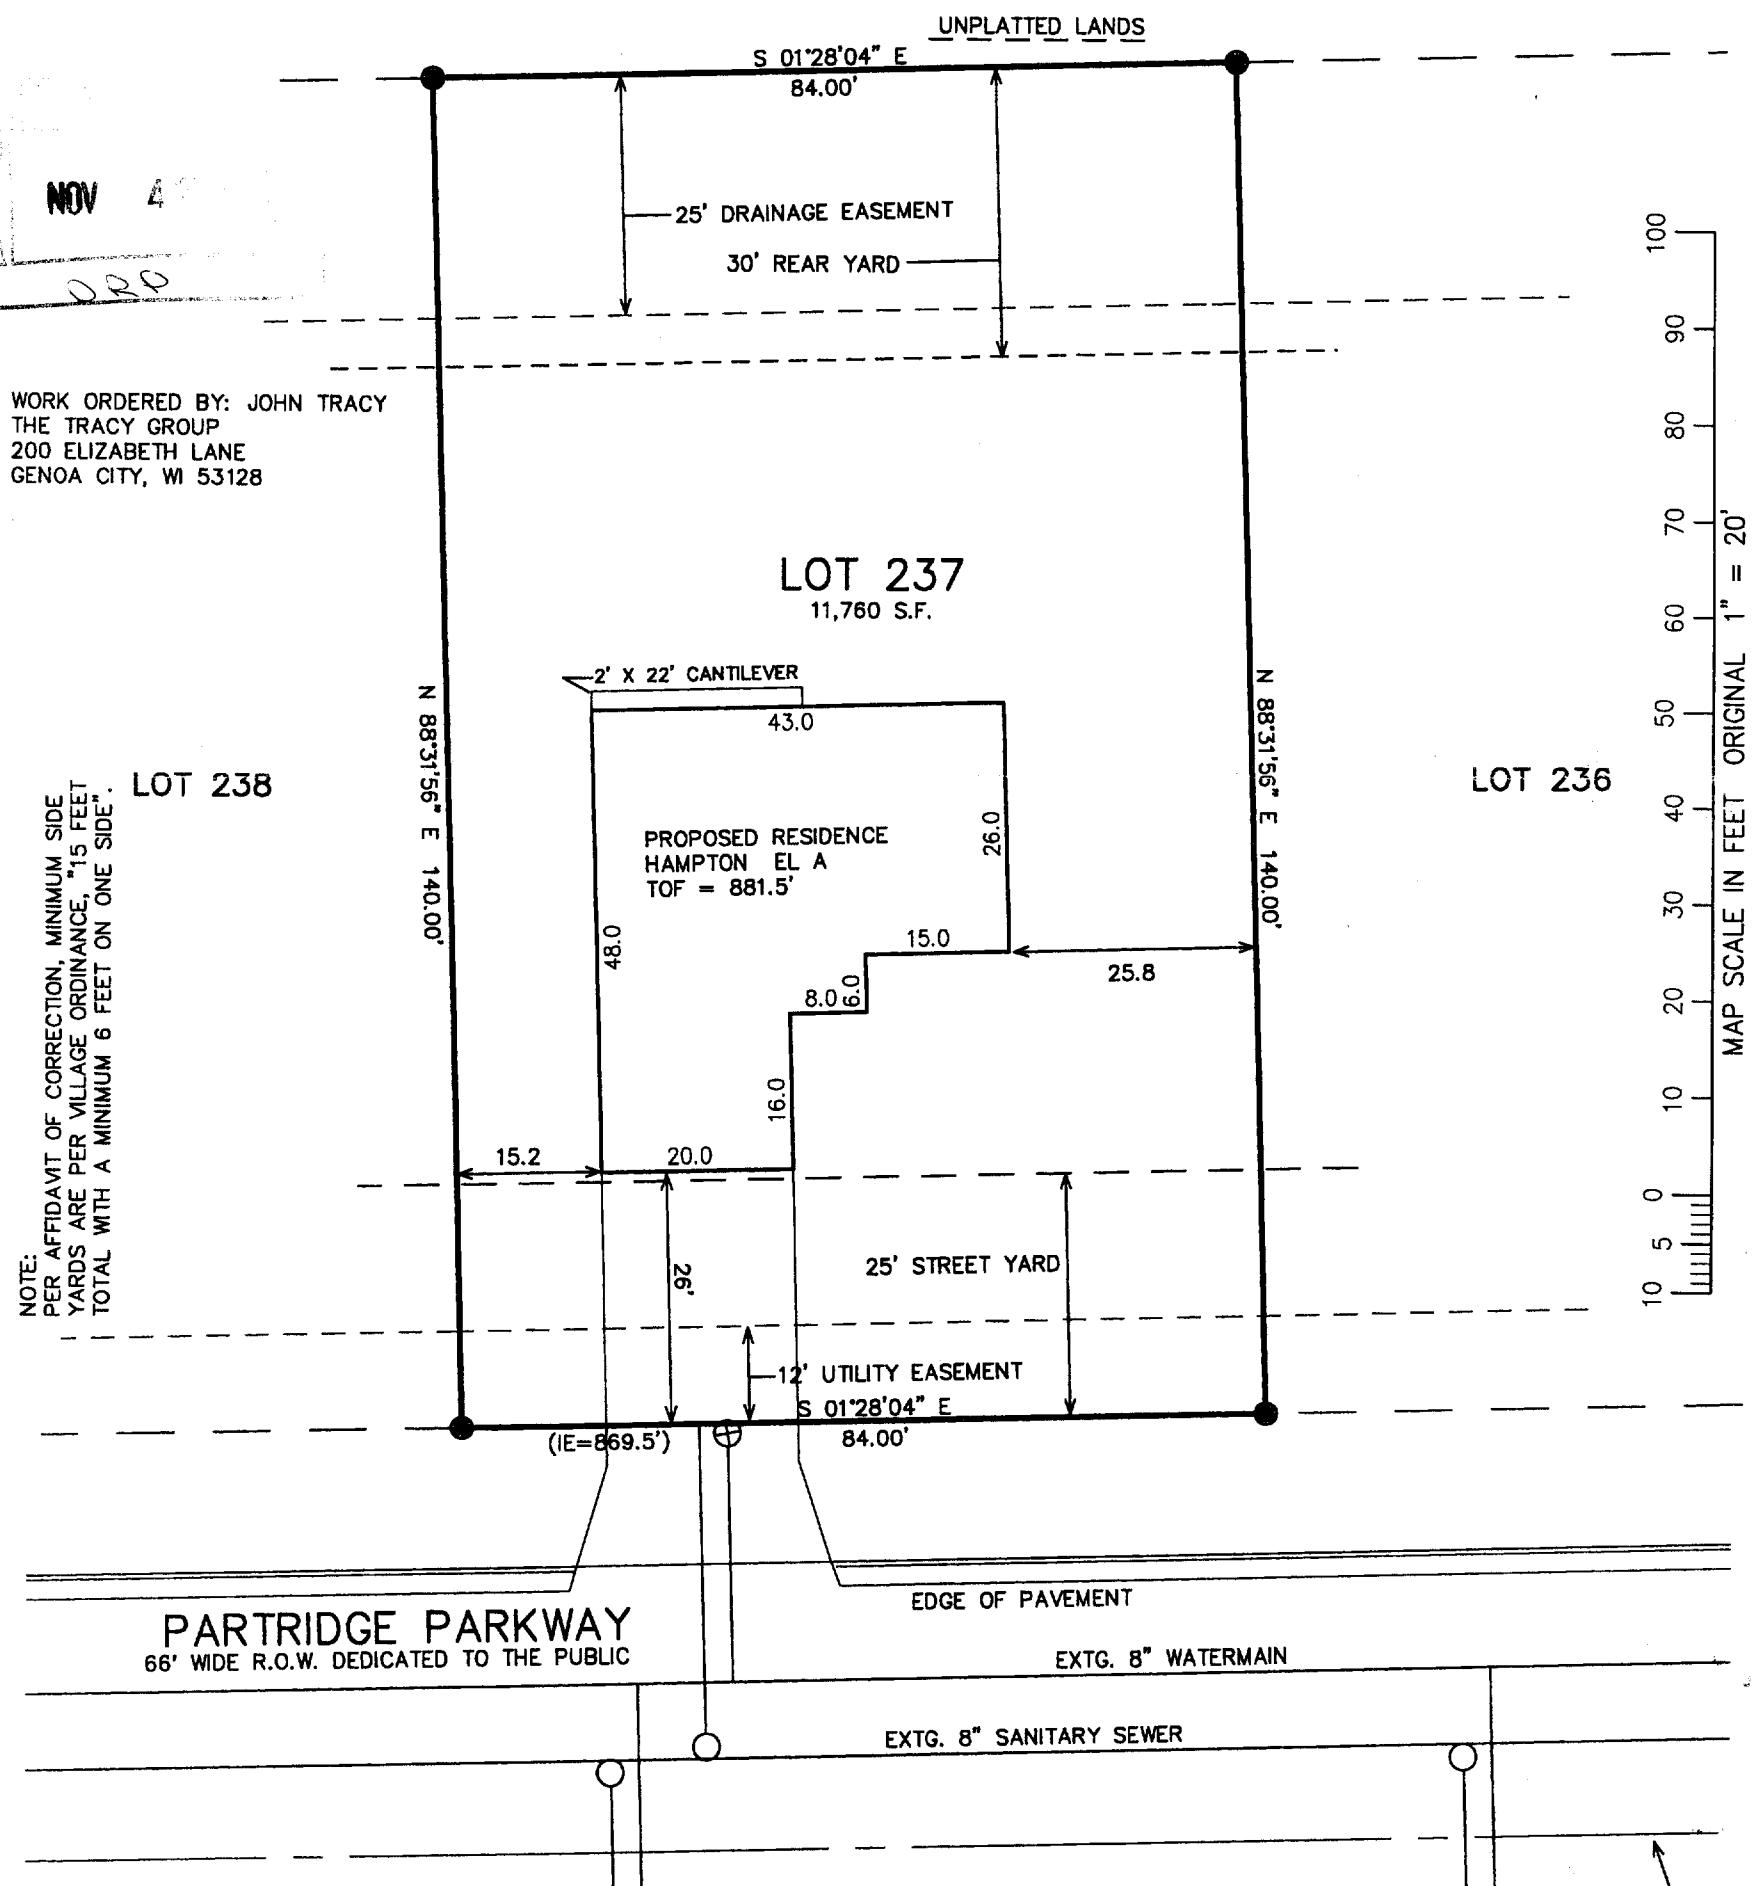 UNPLATTED LANDS
S 01°28'04" E
84.00'
NOV 4
25' DRAINAGE EASEMENT
30' REAR YARD
WORK ORDERED BY: JOHN TRACY
THE TRACY GROUP
200 ELIZABETH LANE
GENOA CITY, WI 53128
LOT 237
11,760 S.F.
2' X 22' CANTILEVER
43.0
N 88°31'56" E 140.00'
N 88°31'56" E 140.00'
LOT 238
LOT 236
PROPOSED RESIDENCE
HAMPTON EL A
TOF = 881.5'
26.0
48.0
15.0
25.8
8.0
6.0
16.0
15.2
20.0
NOTE:
PER AFFIDAVIT OF CORRECTION, MINIMUM SIDE
YARDS ARE PER VILLAGE ORDINANCE, "15 FEET
TOTAL WITH A MINIMUM 6 FEET ON ONE SIDE".
26'
25' STREET YARD
12' UTILITY EASEMENT
S 01°28'04" E
84.00'
(IE=869.5')
100
90
80
70
60
50
40
30
20
10
0
5
10
MAP SCALE IN FEET ORIGINAL 1" = 20'
EDGE OF PAVEMENT
PARTRIDGE PARKWAY
66' WIDE R.O.W. DEDICATED TO THE PUBLIC
EXTG. 8" WATERMAIN
EXTG. 8" SANITARY SEWER